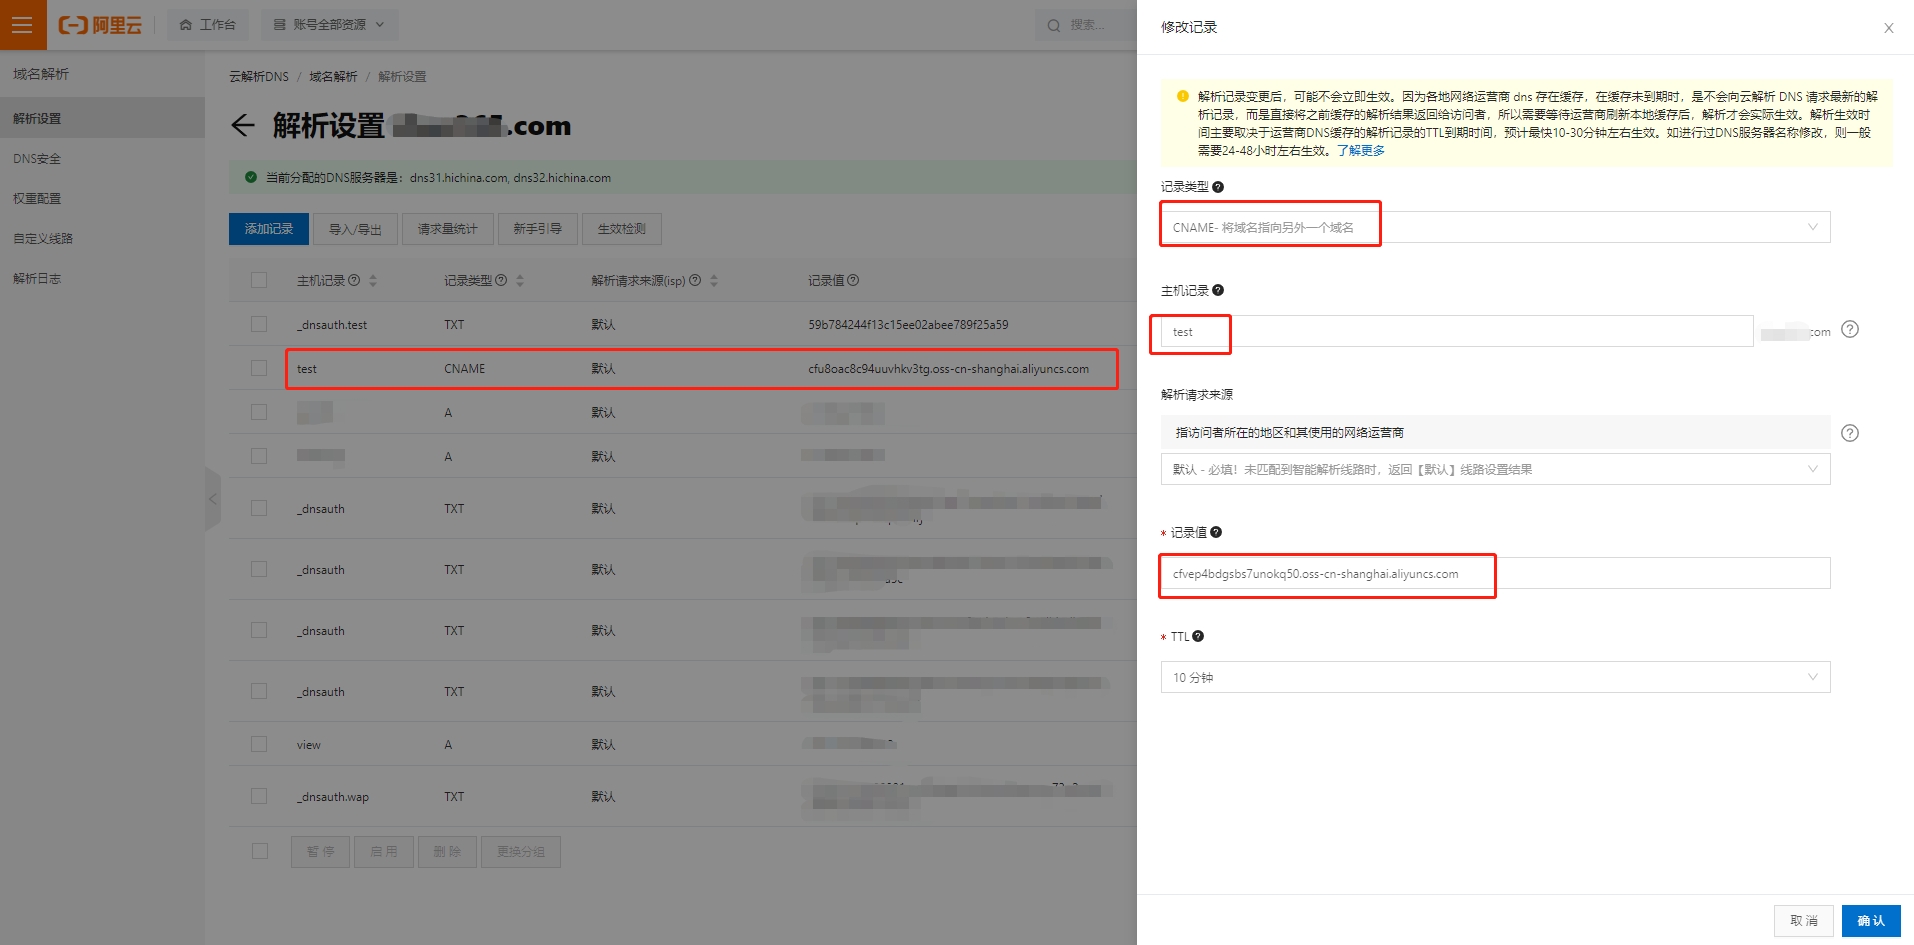 阿里云
工作台
账号全部资源
搜索...
域名解析
解析设置
DNS安全
权重配置
自定义线路
解析日志
云解析DNS / 域名解析 / 解析设置
解析设置 .com
当前分配的DNS服务器是：dns31.hichina.com, dns32.hichina.com
添加记录 导入/导出 请求量统计 新手引导 生效检测
主机记录 记录类型 解析请求来源(isp) 记录值
_dnsauth.test TXT 默认 59b784244f13c15ee02abee789f25a59
test CNAME 默认 cfu8oac8c94uuvhkv3tg.oss-cn-shanghai.aliyuncs.com
A 默认
A 默认
_dnsauth TXT 默认
_dnsauth TXT 默认
_dnsauth TXT 默认
_dnsauth TXT 默认
view A 默认
_dnsauth.wap TXT 默认
暂停 启用 删除 更换分组
修改记录
解析记录变更后，可能不会立即生效。因为各地网络运营商 dns 存在缓存，在缓存未到期时，是不会向云解析 DNS 请求最新的解
析记录，而是直接将之前缓存的解析结果返回给访问者，所以需要等待运营商刷新本地缓存后，解析才会实际生效。解析生效时
间主要取决于运营商DNS缓存的解析记录的TTL到期时间，预计最快10-30分钟左右生效。如进行过DNS服务器名称修改，则一般
需要24-48小时左右生效。了解更多
记录类型
CNAME- 将域名指向另外一个域名
主机记录
test
com
解析请求来源
指访问者所在的地区和其使用的网络运营商
默认 - 必填！未匹配到智能解析线路时，返回【默认】线路设置结果
* 记录值
cfvep4bdgsbs7unokq50.oss-cn-shanghai.aliyuncs.com
* TTL
10 分钟
取消 确认